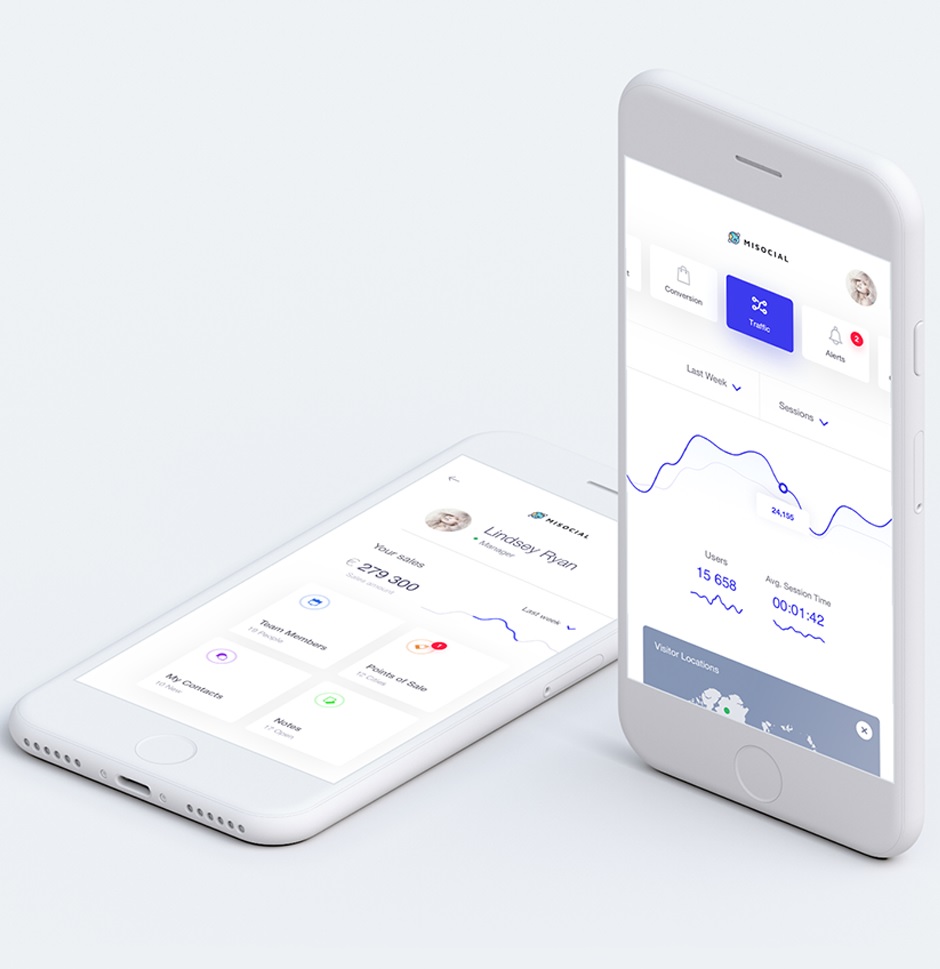 MISOCIAL
Conversion
Traffic
2
Alerts
Last Week
Sessions
24,156
Users
15 658
Avg. Session Time
00:01:42
Visitor Locations
MISOCIAL
Lindsey Ryan
Manager
Your sales
€ 279 300
Sales amount
Last week
Team Members
19 People
Points of Sale
12 Cities
My Contacts
10 New
Notes
17 Open